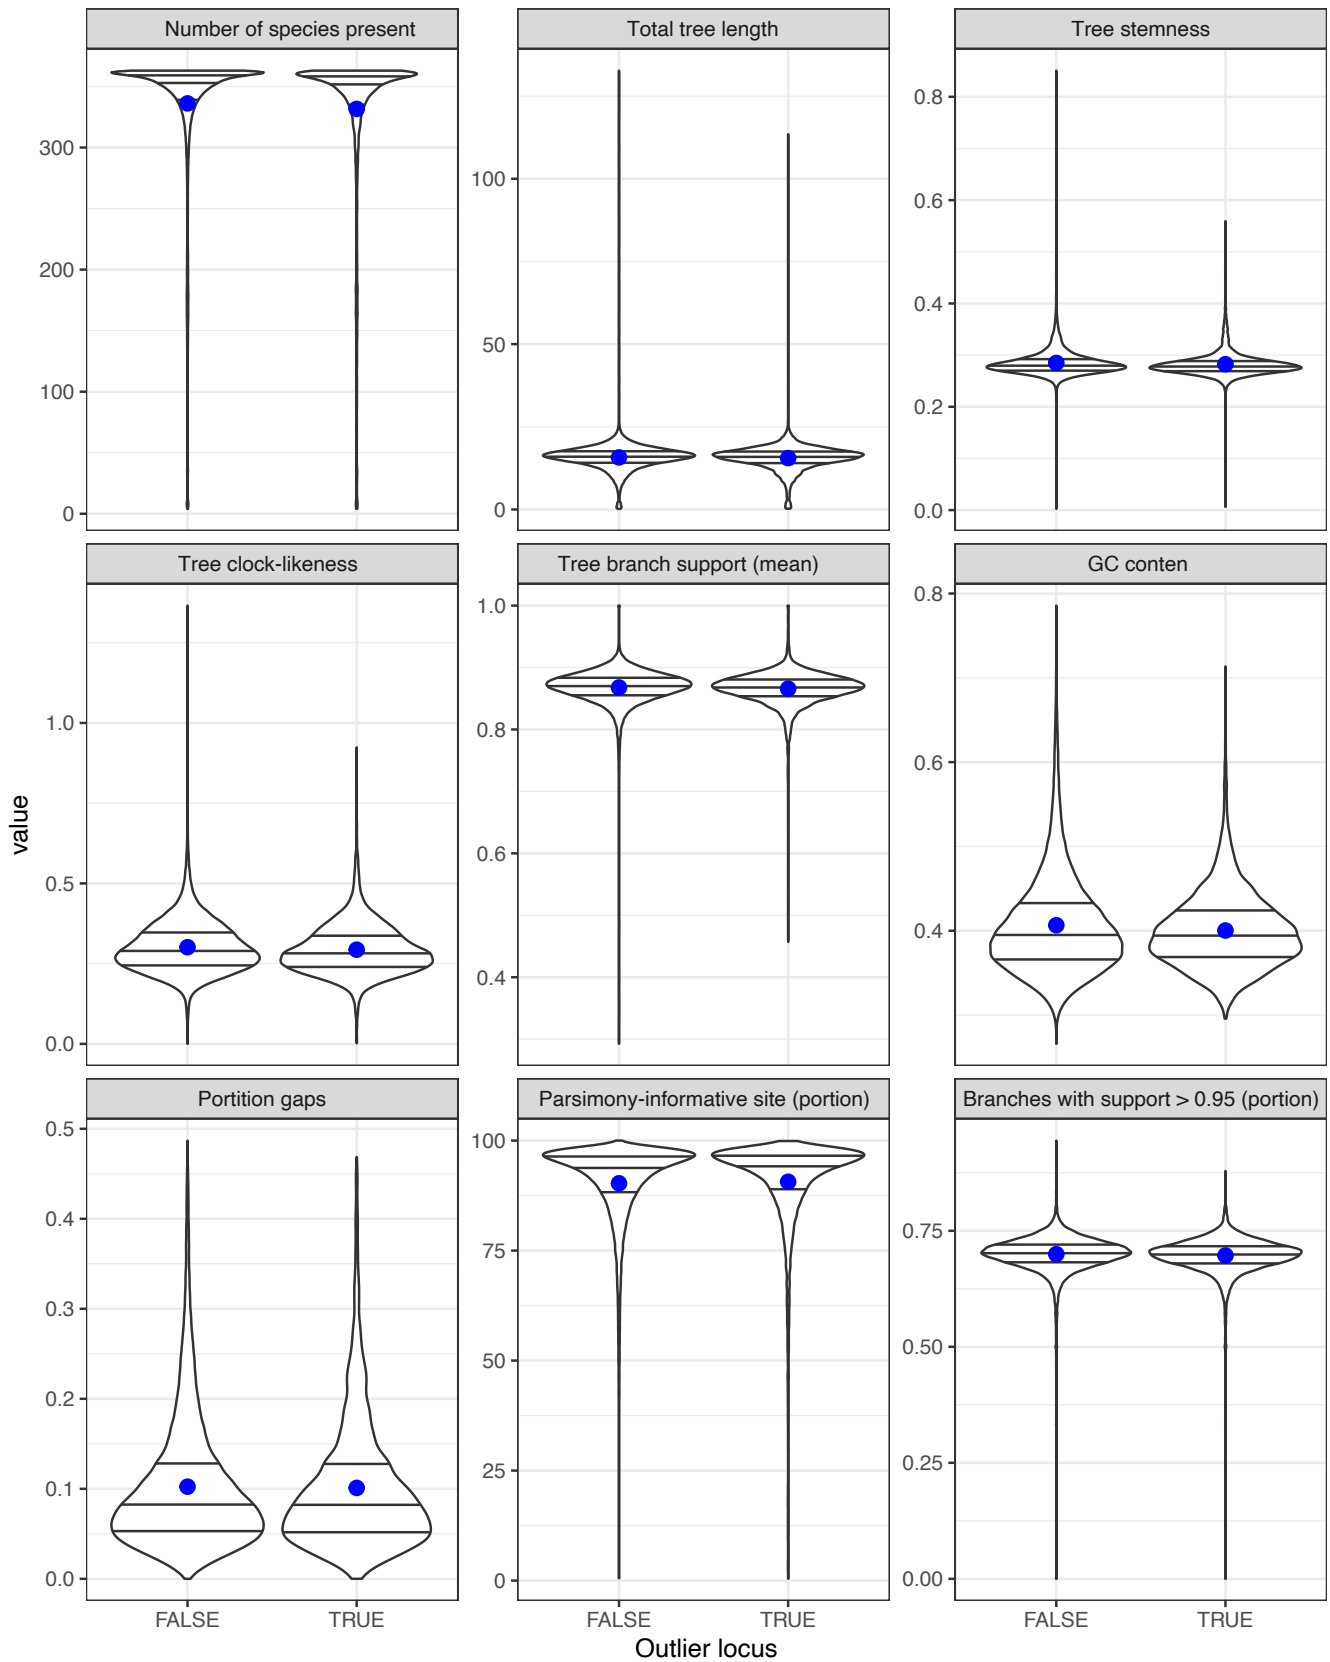 Number of species present
Total tree length
Tree stemness
300
200
100
0
100
50
0
0.8
0.6
0.4
0.2
0.0
Tree clock-likeness
Tree branch support (mean)
GC conten
value
1.0
0.5
0.0
1.0
0.8
0.6
0.4
0.8
0.6
0.4
Portition gaps
Parsimony-informative site (portion)
Branches with support > 0.95 (portion)
0.5
0.4
0.3
0.2
0.1
0.0
100
75
50
25
0
0.75
0.50
0.25
0.00
FALSE TRUE
FALSE TRUE
FALSE TRUE
Outlier locus